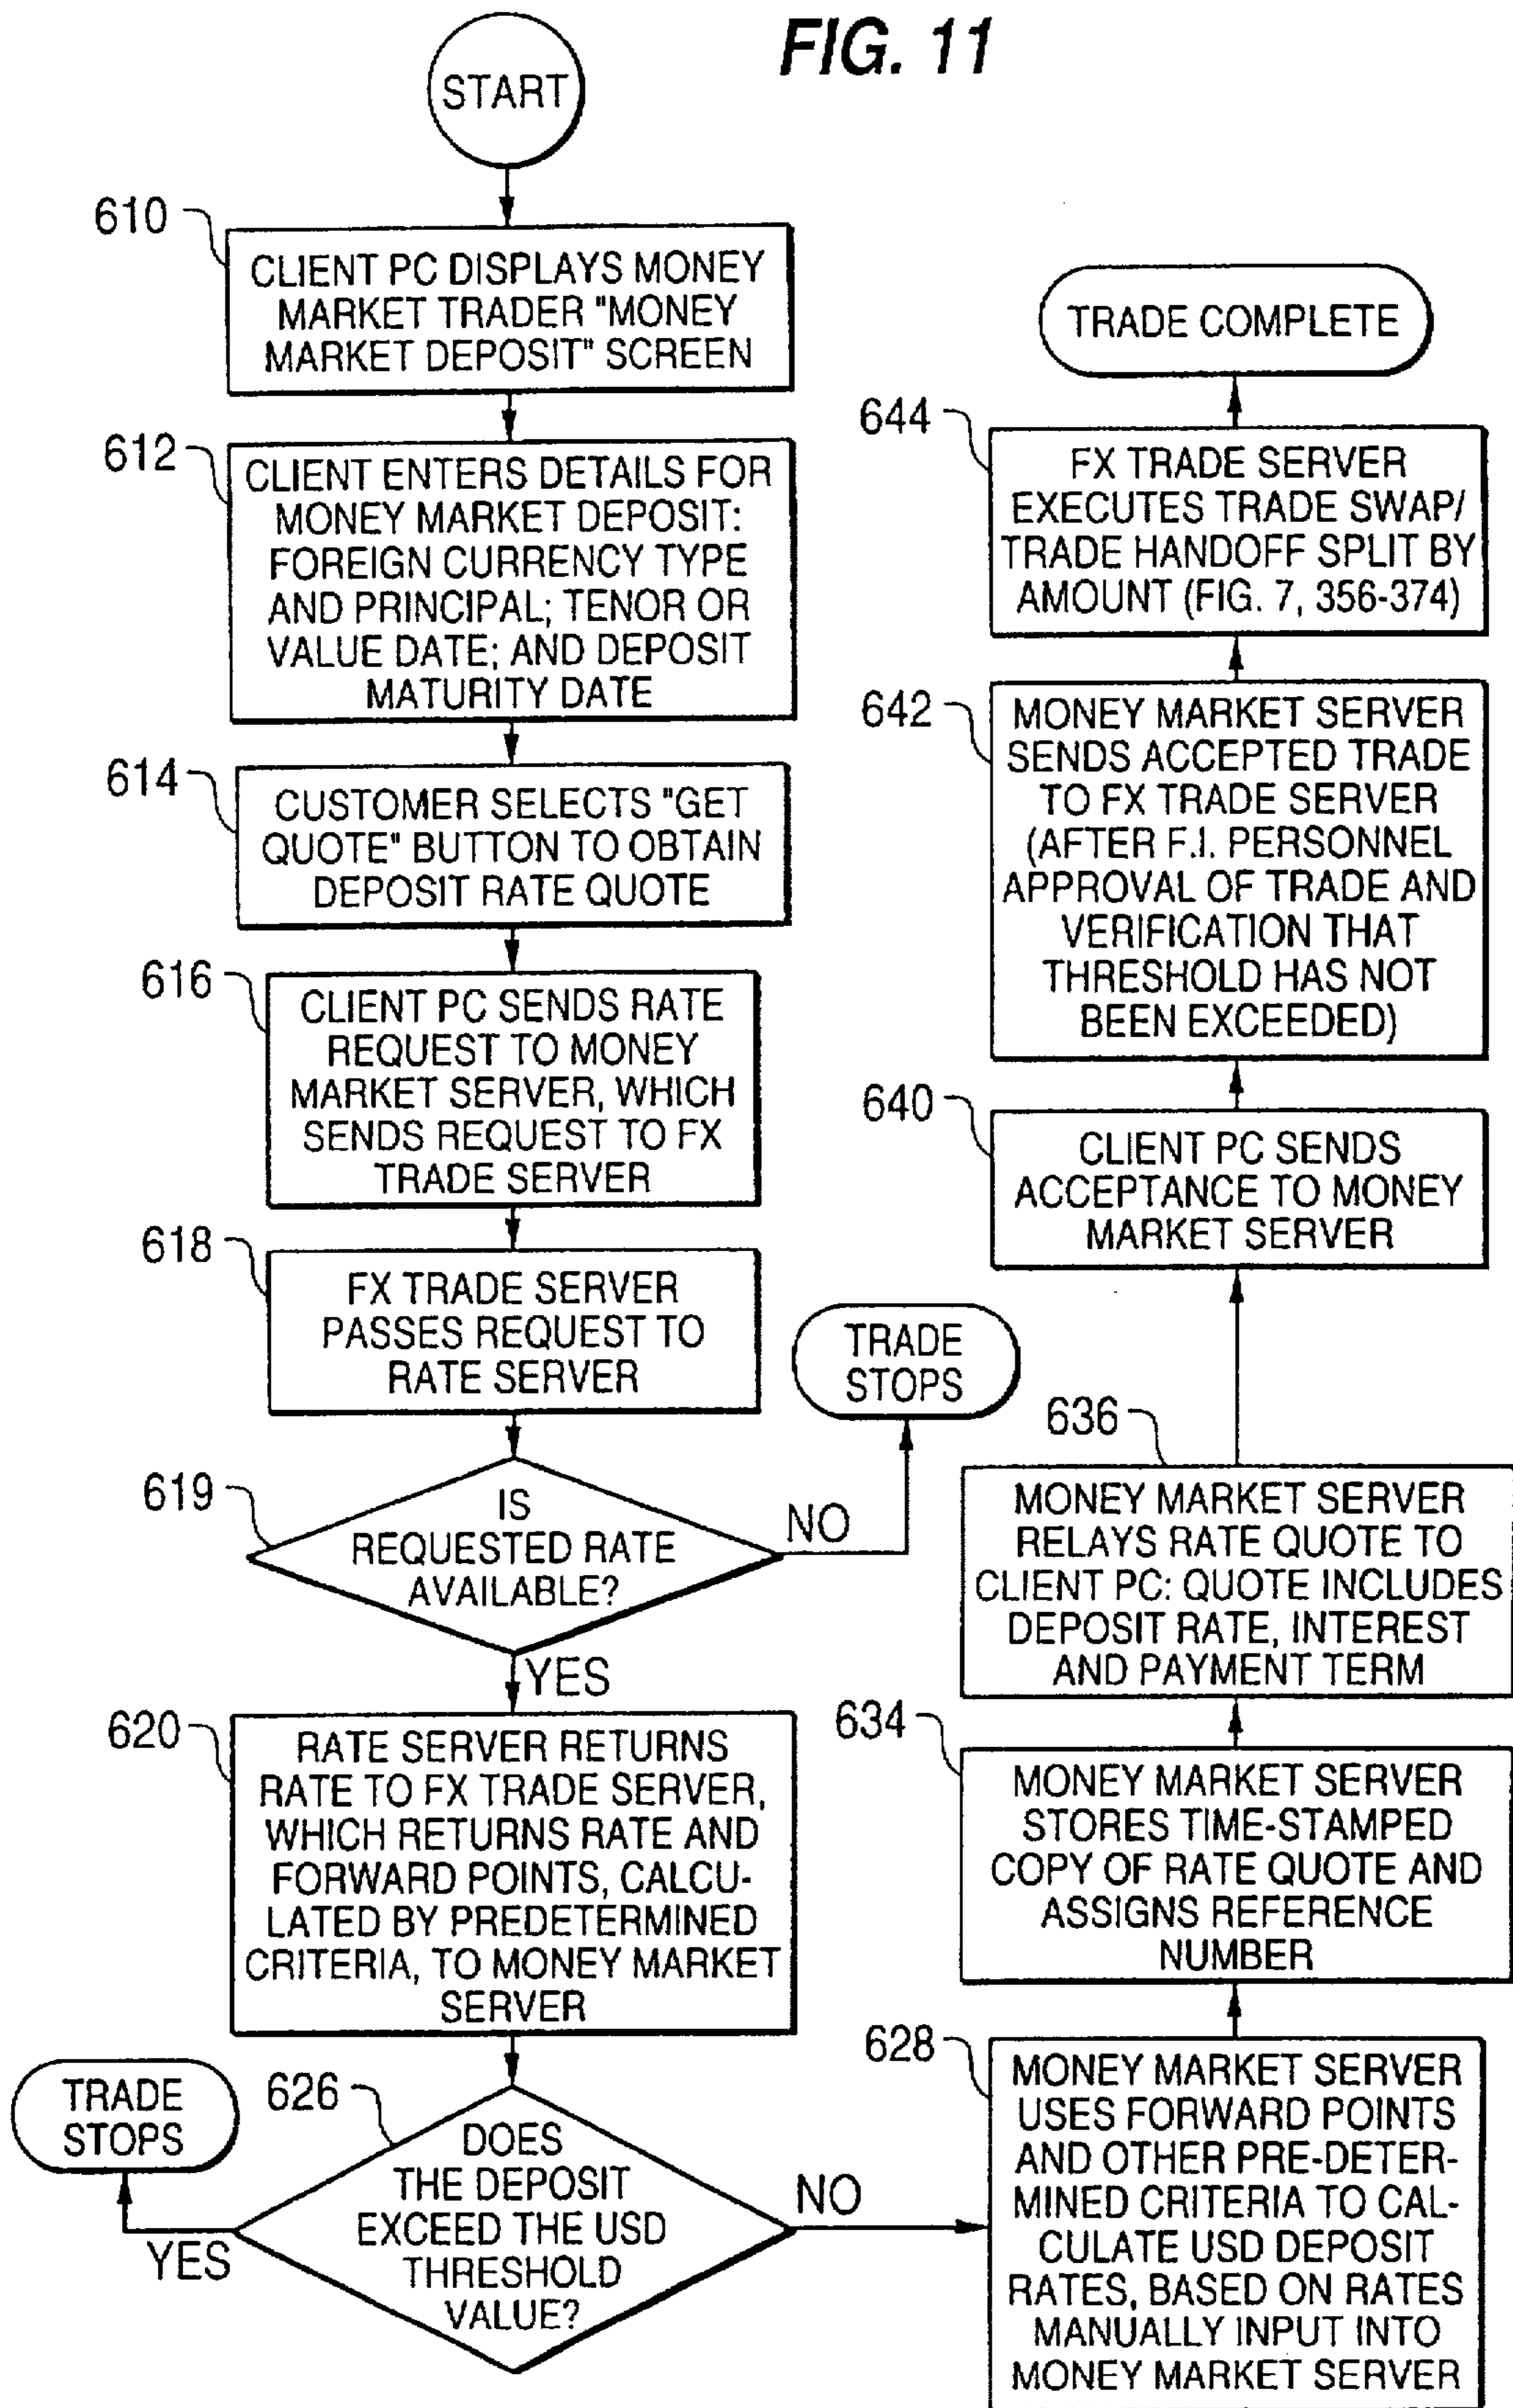 FIG. 11
START
610
CLIENT PC DISPLAYS MONEY
MARKET TRADER "MONEY
MARKET DEPOSIT" SCREEN
612
CLIENT ENTERS DETAILS FOR
MONEY MARKET DEPOSIT:
FOREIGN CURRENCY TYPE
AND PRINCIPAL; TENOR OR
VALUE DATE; AND DEPOSIT
MATURITY DATE
614
CUSTOMER SELECTS "GET
QUOTE" BUTTON TO OBTAIN
DEPOSIT RATE QUOTE
616
CLIENT PC SENDS RATE
REQUEST TO MONEY
MARKET SERVER, WHICH
SENDS REQUEST TO FX
TRADE SERVER
618
FX TRADE SERVER
PASSES REQUEST TO
RATE SERVER
619
IS
REQUESTED RATE
AVAILABLE?
NO
TRADE
STOPS
YES
620
RATE SERVER RETURNS
RATE TO FX TRADE SERVER,
WHICH RETURNS RATE AND
FORWARD POINTS, CALCU-
LATED BY PREDETERMINED
CRITERIA, TO MONEY MARKET
SERVER
626
DOES
THE DEPOSIT
EXCEED THE USD
THRESHOLD
VALUE?
YES
TRADE
STOPS
NO
628
MONEY MARKET SERVER
USES FORWARD POINTS
AND OTHER PRE-DETER-
MINED CRITERIA TO CAL-
CULATE USD DEPOSIT
RATES, BASED ON RATES
MANUALLY INPUT INTO
MONEY MARKET SERVER
634
MONEY MARKET SERVER
STORES TIME-STAMPED
COPY OF RATE QUOTE AND
ASSIGNS REFERENCE
NUMBER
636
MONEY MARKET SERVER
RELAYS RATE QUOTE TO
CLIENT PC: QUOTE INCLUDES
DEPOSIT RATE, INTEREST
AND PAYMENT TERM
640
CLIENT PC SENDS
ACCEPTANCE TO MONEY
MARKET SERVER
642
MONEY MARKET SERVER
SENDS ACCEPTED TRADE
TO FX TRADE SERVER
(AFTER F.I. PERSONNEL
APPROVAL OF TRADE AND
VERIFICATION THAT
THRESHOLD HAS NOT
BEEN EXCEEDED)
644
FX TRADE SERVER
EXECUTES TRADE SWAP/
TRADE HANDOFF SPLIT BY
AMOUNT (FIG. 7, 356-374)
TRADE COMPLETE